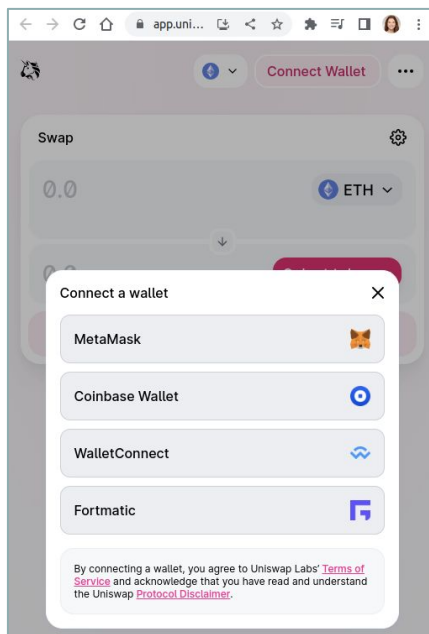 app.uni...
Connect Wallet
Swap
0.0
ETH
Connect a wallet
MetaMask
Coinbase Wallet
WalletConnect
Fortmatic
By connecting a wallet, you agree to Uniswap Labs' Terms of
Service and acknowledge that you have read and understand
the Uniswap Protocol Disclaimer.